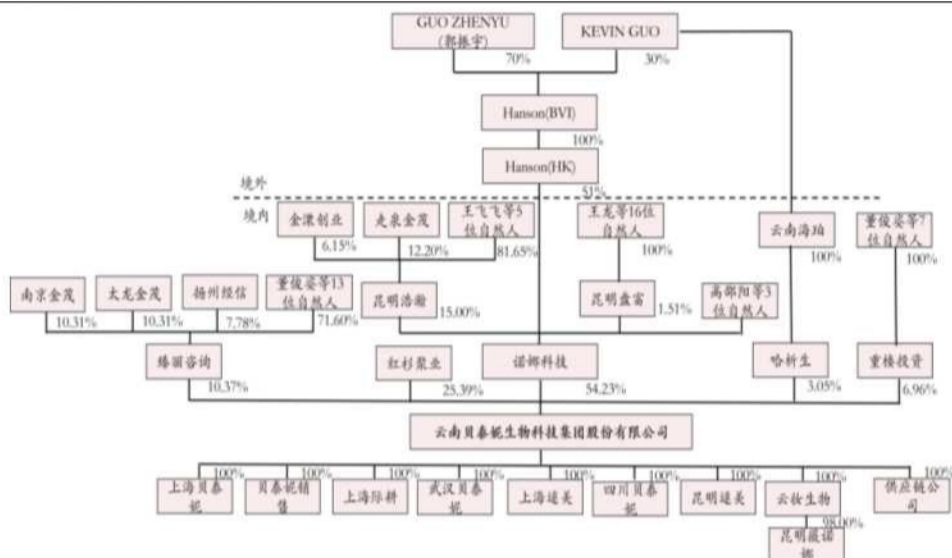 GUO ZHENYU
(郭振宇)
KEVIN GUO
70%
30%
Hanson(BVI)
100%
Hanson(HK)
51%
境外
境内
金溧创业
走泉金茂
王飞飞等5
位自然人
王龙等16位
自然人
云南海珀
董俊姿等7
位自然人
6.15%
12.20%
81.65%
100%
100%
100%
南京金茂
太龙金茂
扬州经信
董俊姿等13
位自然人
昆明浩瀚
15.00%
昆明盘富
1.51%
高邵阳等3
位自然人
10.31%
10.31%
7.78%
71.60%
臻丽咨询
红杉聚业
诺娜科技
哈祈生
重楼投资
10.37%
25.39%
54.23%
3.05%
6.96%
云南贝泰妮生物科技集团股份有限公司
100%
100%
100%
100%
100%
100%
100%
100%
100%
上海贝泰
妮
贝泰妮销
售
上海际耕
武汉贝泰
妮
上海逑美
四川贝泰
妮
昆明逑美
云妆生物
供应链公
司
98.00%
昆明薇诺
娜